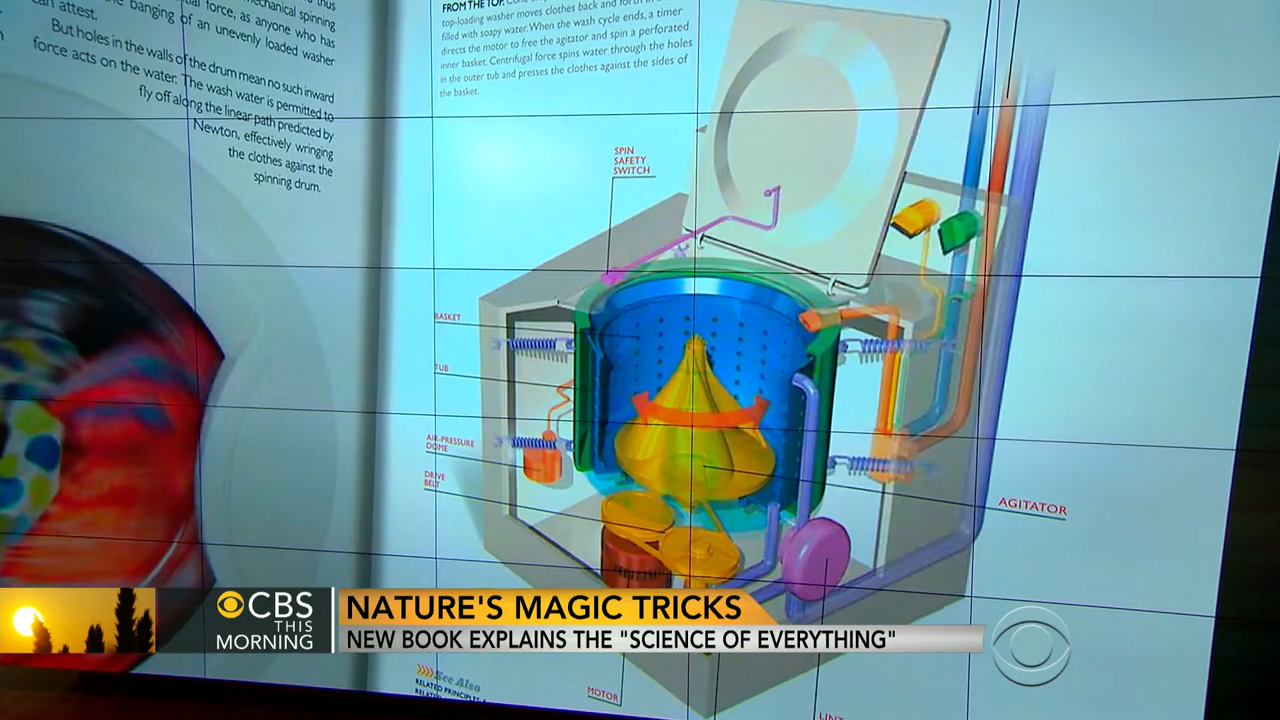 thus
mechanical spinning
force, as anyone who has
can attest.
the banging of an unevenly loaded washer
But holes in the walls of the drum mean no such inward
force acts on the water. The wash water is permitted to
fly off along the linear path predicted by
Newton, effectively wringing
the clothes against the
spinning drum.
FROM THE TOP.
top-loading washer moves clothes back and forth in a
filled with soapy water. When the wash cycle ends, a timer
directs the motor to free the agitator and spin a perforated
inner basket. Centrifugal force spins water through the holes
in the outer tub and presses the clothes against the sides of
the basket.
SPIN
SAFETY
SWITCH
BASKET
TUB
AIR-PRESSURE
DOME
DRIVE
BELT
AGITATOR
CBS
THIS
MORNING
NATURE'S MAGIC TRICKS
NEW BOOK EXPLAINS THE "SCIENCE OF EVERYTHING"
See Also
RELATED PRINCIPLES
MOTOR
LINT